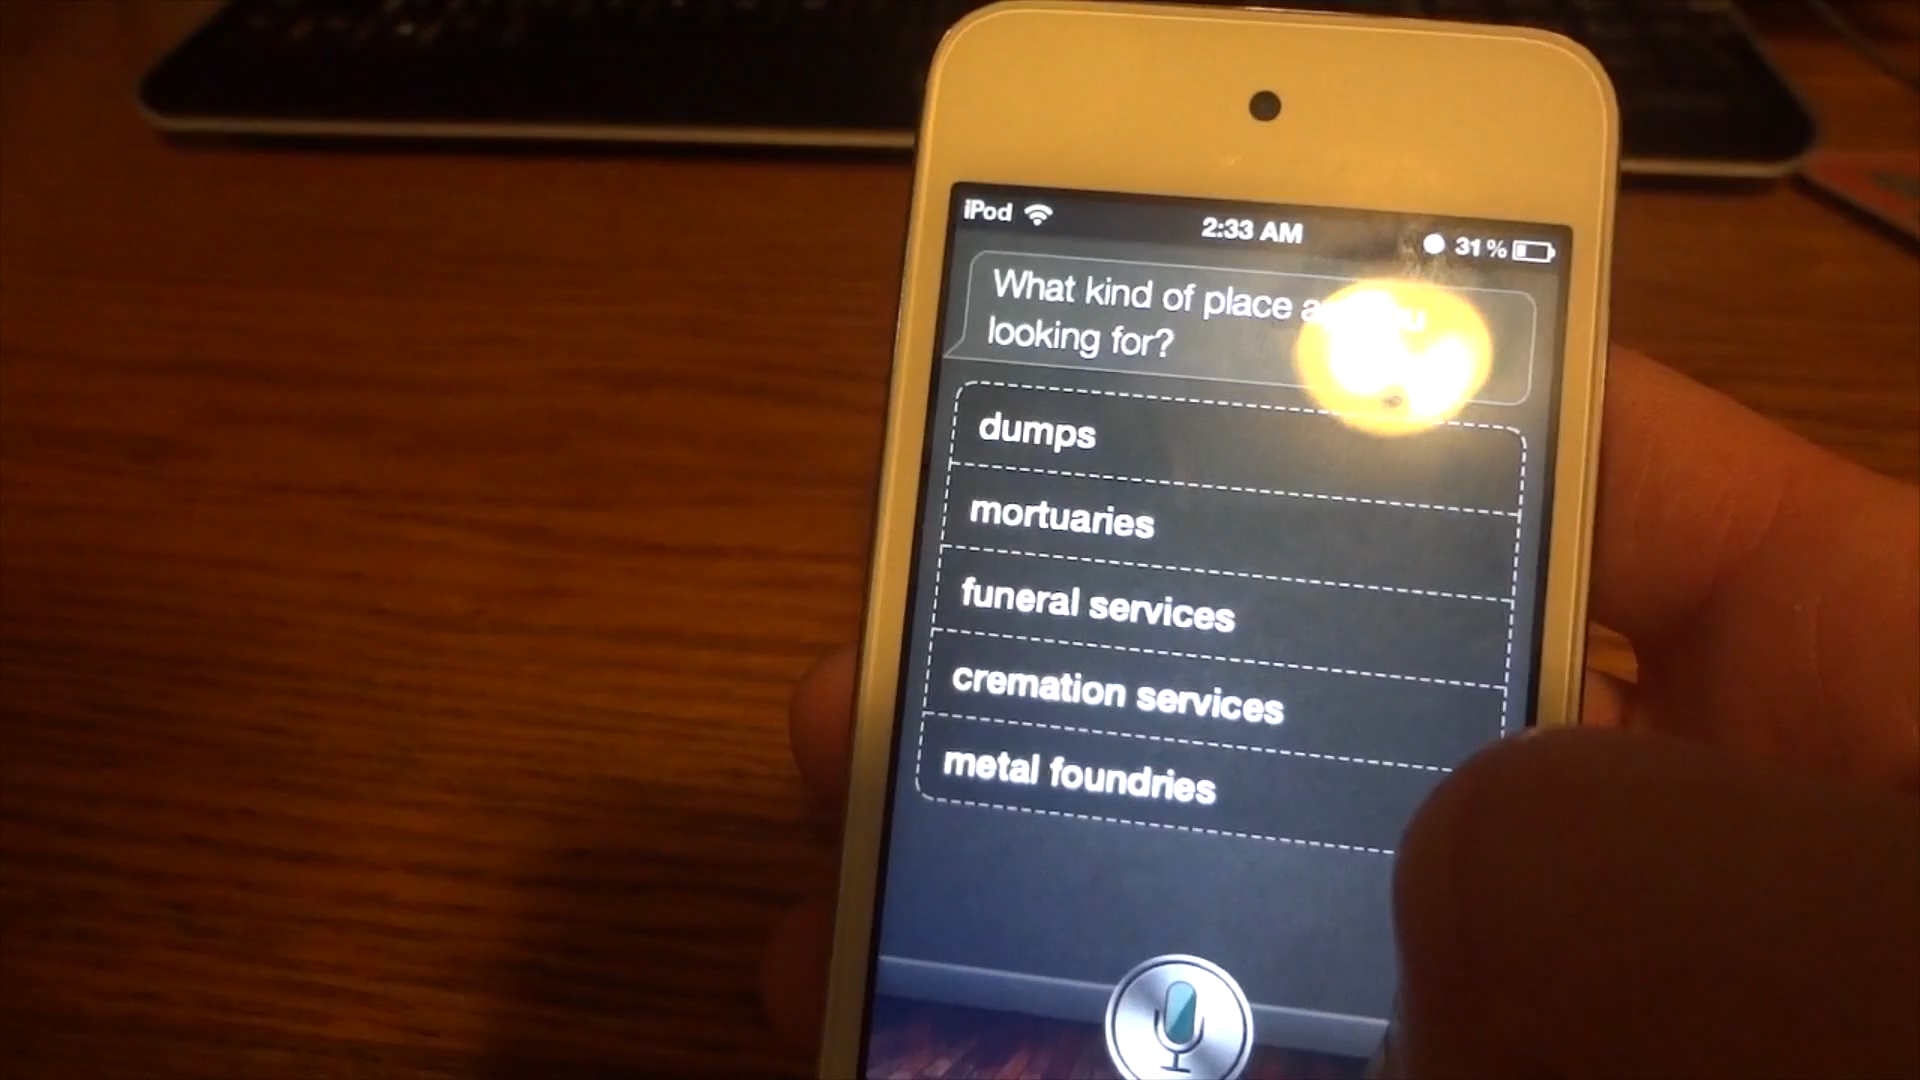 iPod 2:33 AM 31%
What kind of place
looking for?
dumps
mortuaries
funeral services
cremation services
metal foundries